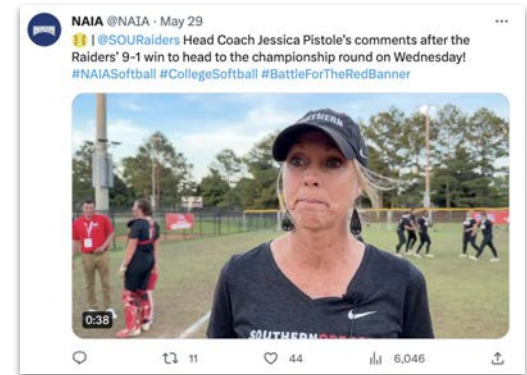 NAIA @NAIA · May 29
| @SOURaiders Head Coach Jessica Pistole's comments after the
Raiders' 9-1 win to head to the championship round on Wednesday!
#NAIASoftball #CollegeSoftball #BattleForTheRedBanner
SOUTHERN
SOUTHERN
0:38
11
44
6,046